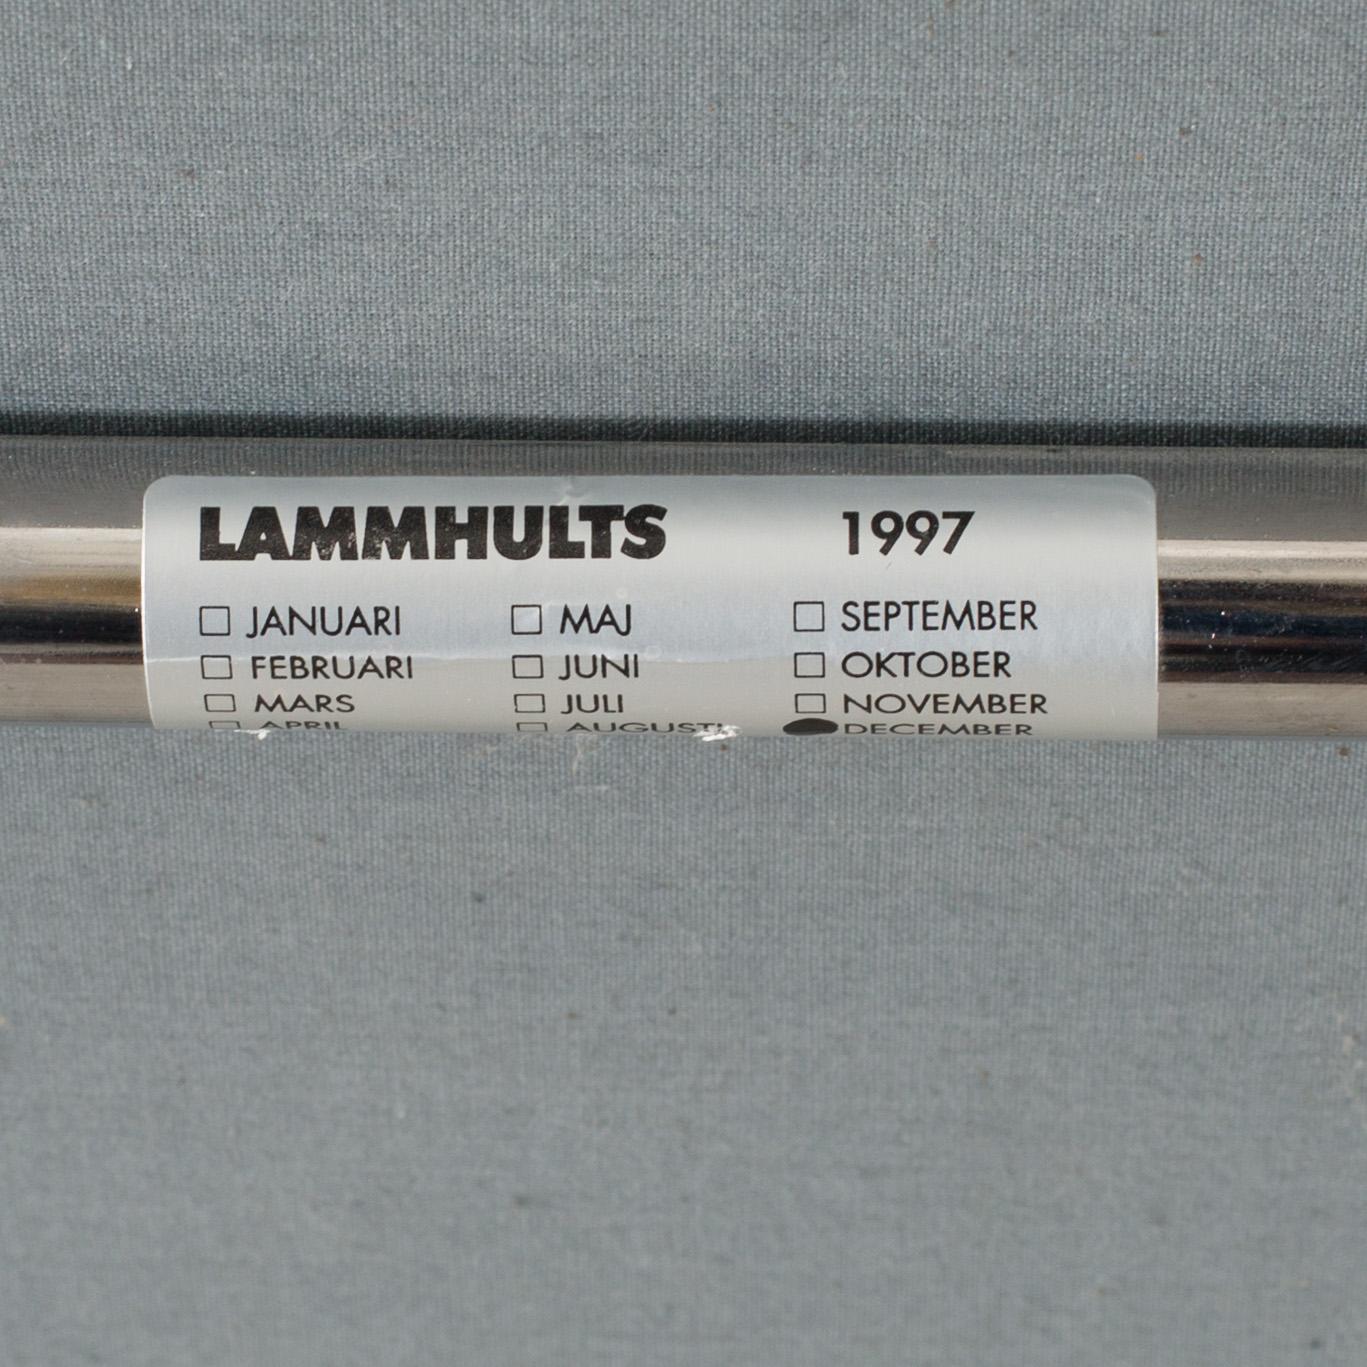 LAMMHULTS 1997
JANUARI MAJ SEPTEMBER
FEBRUARI JUNI OKTOBER
MARS JULI NOVEMBER
APRIL AUGUSTI DECEMBER